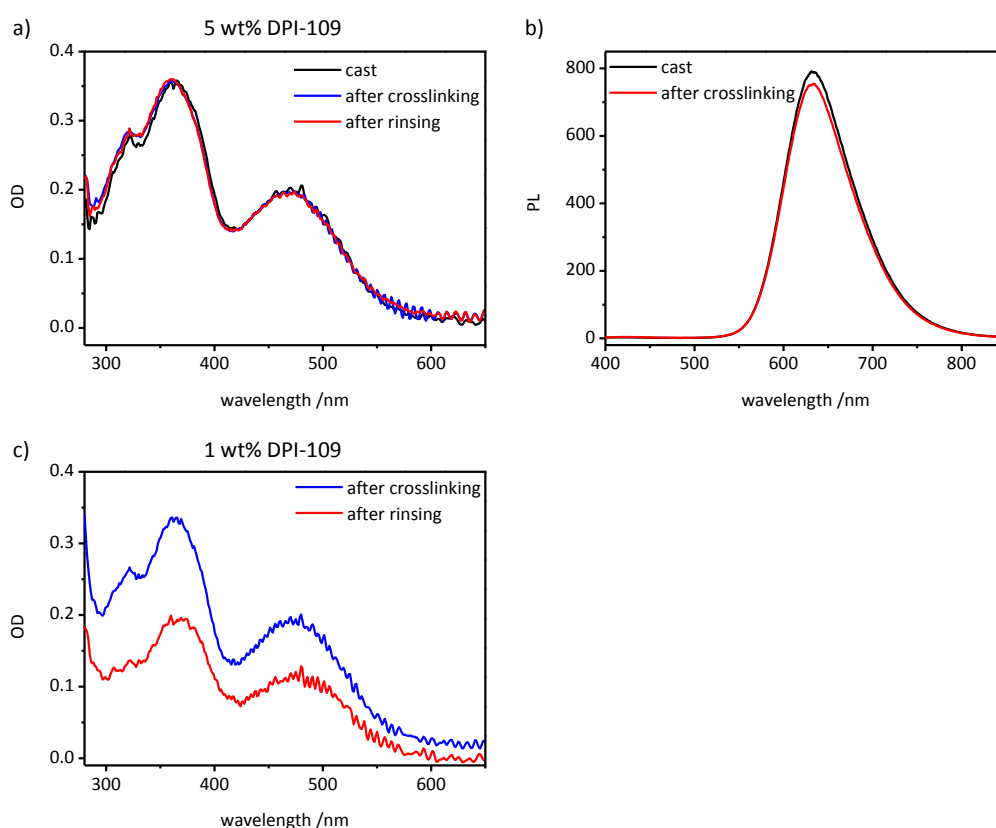 a) 5 wt% DPI-109
0.4
0.3
0.2
0.1
0.0
OD
cast
after crosslinking
after rinsing
300 400 500 600
wavelength /nm
b)
800
600
400
200
0
PL
cast
after crosslinking
400 500 600 700 800
wavelength /nm
c) 1 wt% DPI-109
0.4
0.3
0.2
0.1
0.0
OD
after crosslinking
after rinsing
300 400 500 600
wavelength /nm